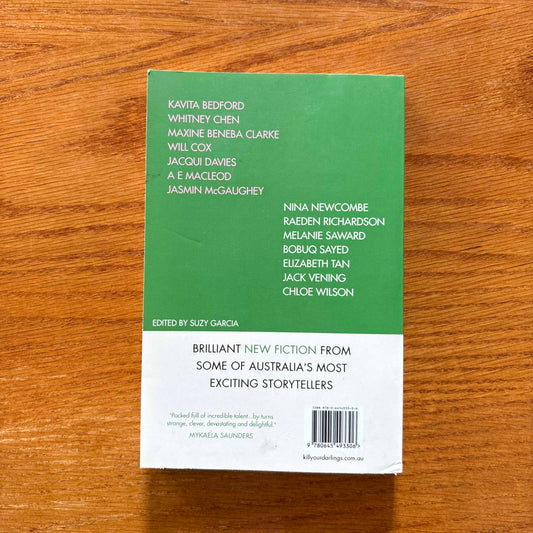 KAVITA BEDFORD
WHITNEY CHEN
MAXINE BENEBA CLARKE
WILL COX
JACQUI DAVIES
A E MACLEOD
JASMIN McGAUGHEY
NINA NEWCOMBE
RAEDEN RICHARDSON
MELANIE SAWARD
BOBUQ SAYED
ELIZABETH TAN
JACK VENING
CHLOE WILSON
EDITED BY SUZY GARCIA
BRILLIANT NEW FICTION FROM
SOME OF AUSTRALIA'S MOST
EXCITING STORYTELLERS
"Packed full of incredible talent...by turns
strange, clever, devastating and delightful."
MYKAELA SAUNDERS
9 780645 493306 >
killyourdarlings.com.au